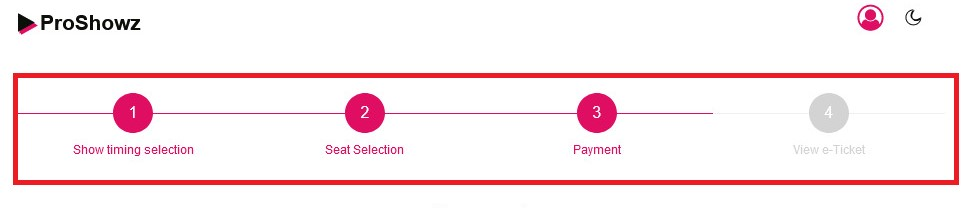 ProShowz
1 2 3 4
Show timing selection Seat Selection Payment View e-Ticket